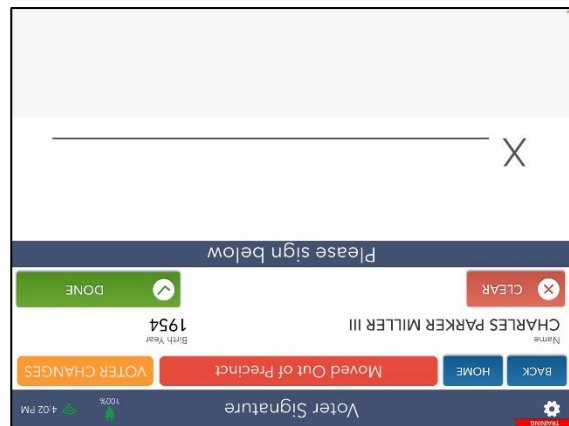 TRAINING
Voter Signature 100% 4:02 PM
BACK HOME Moved Out of Precinct VOTER CHANGES
Name Birth Year
CHARLES PARKER MILLER III 1954
CLEAR DONE
Please sign below
X